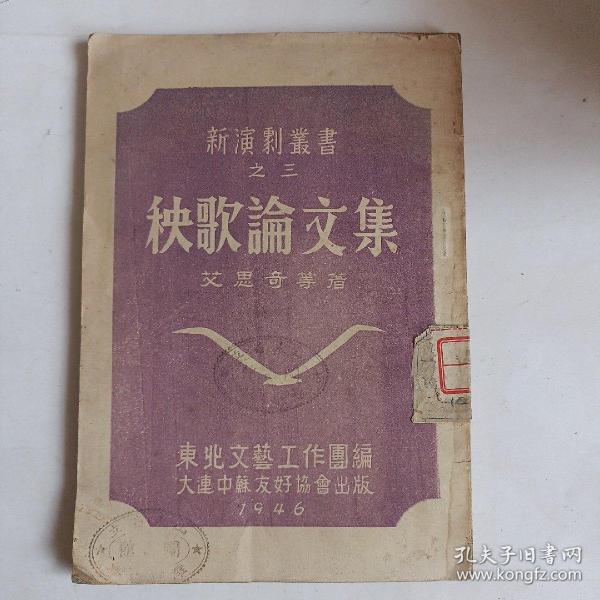 新演劇叢書
之三
秧歌論文集
艾思奇等著
東北文藝工作團編
大連中蘇友好協會出版
1946
孔夫子旧书网
www.kongfz.com